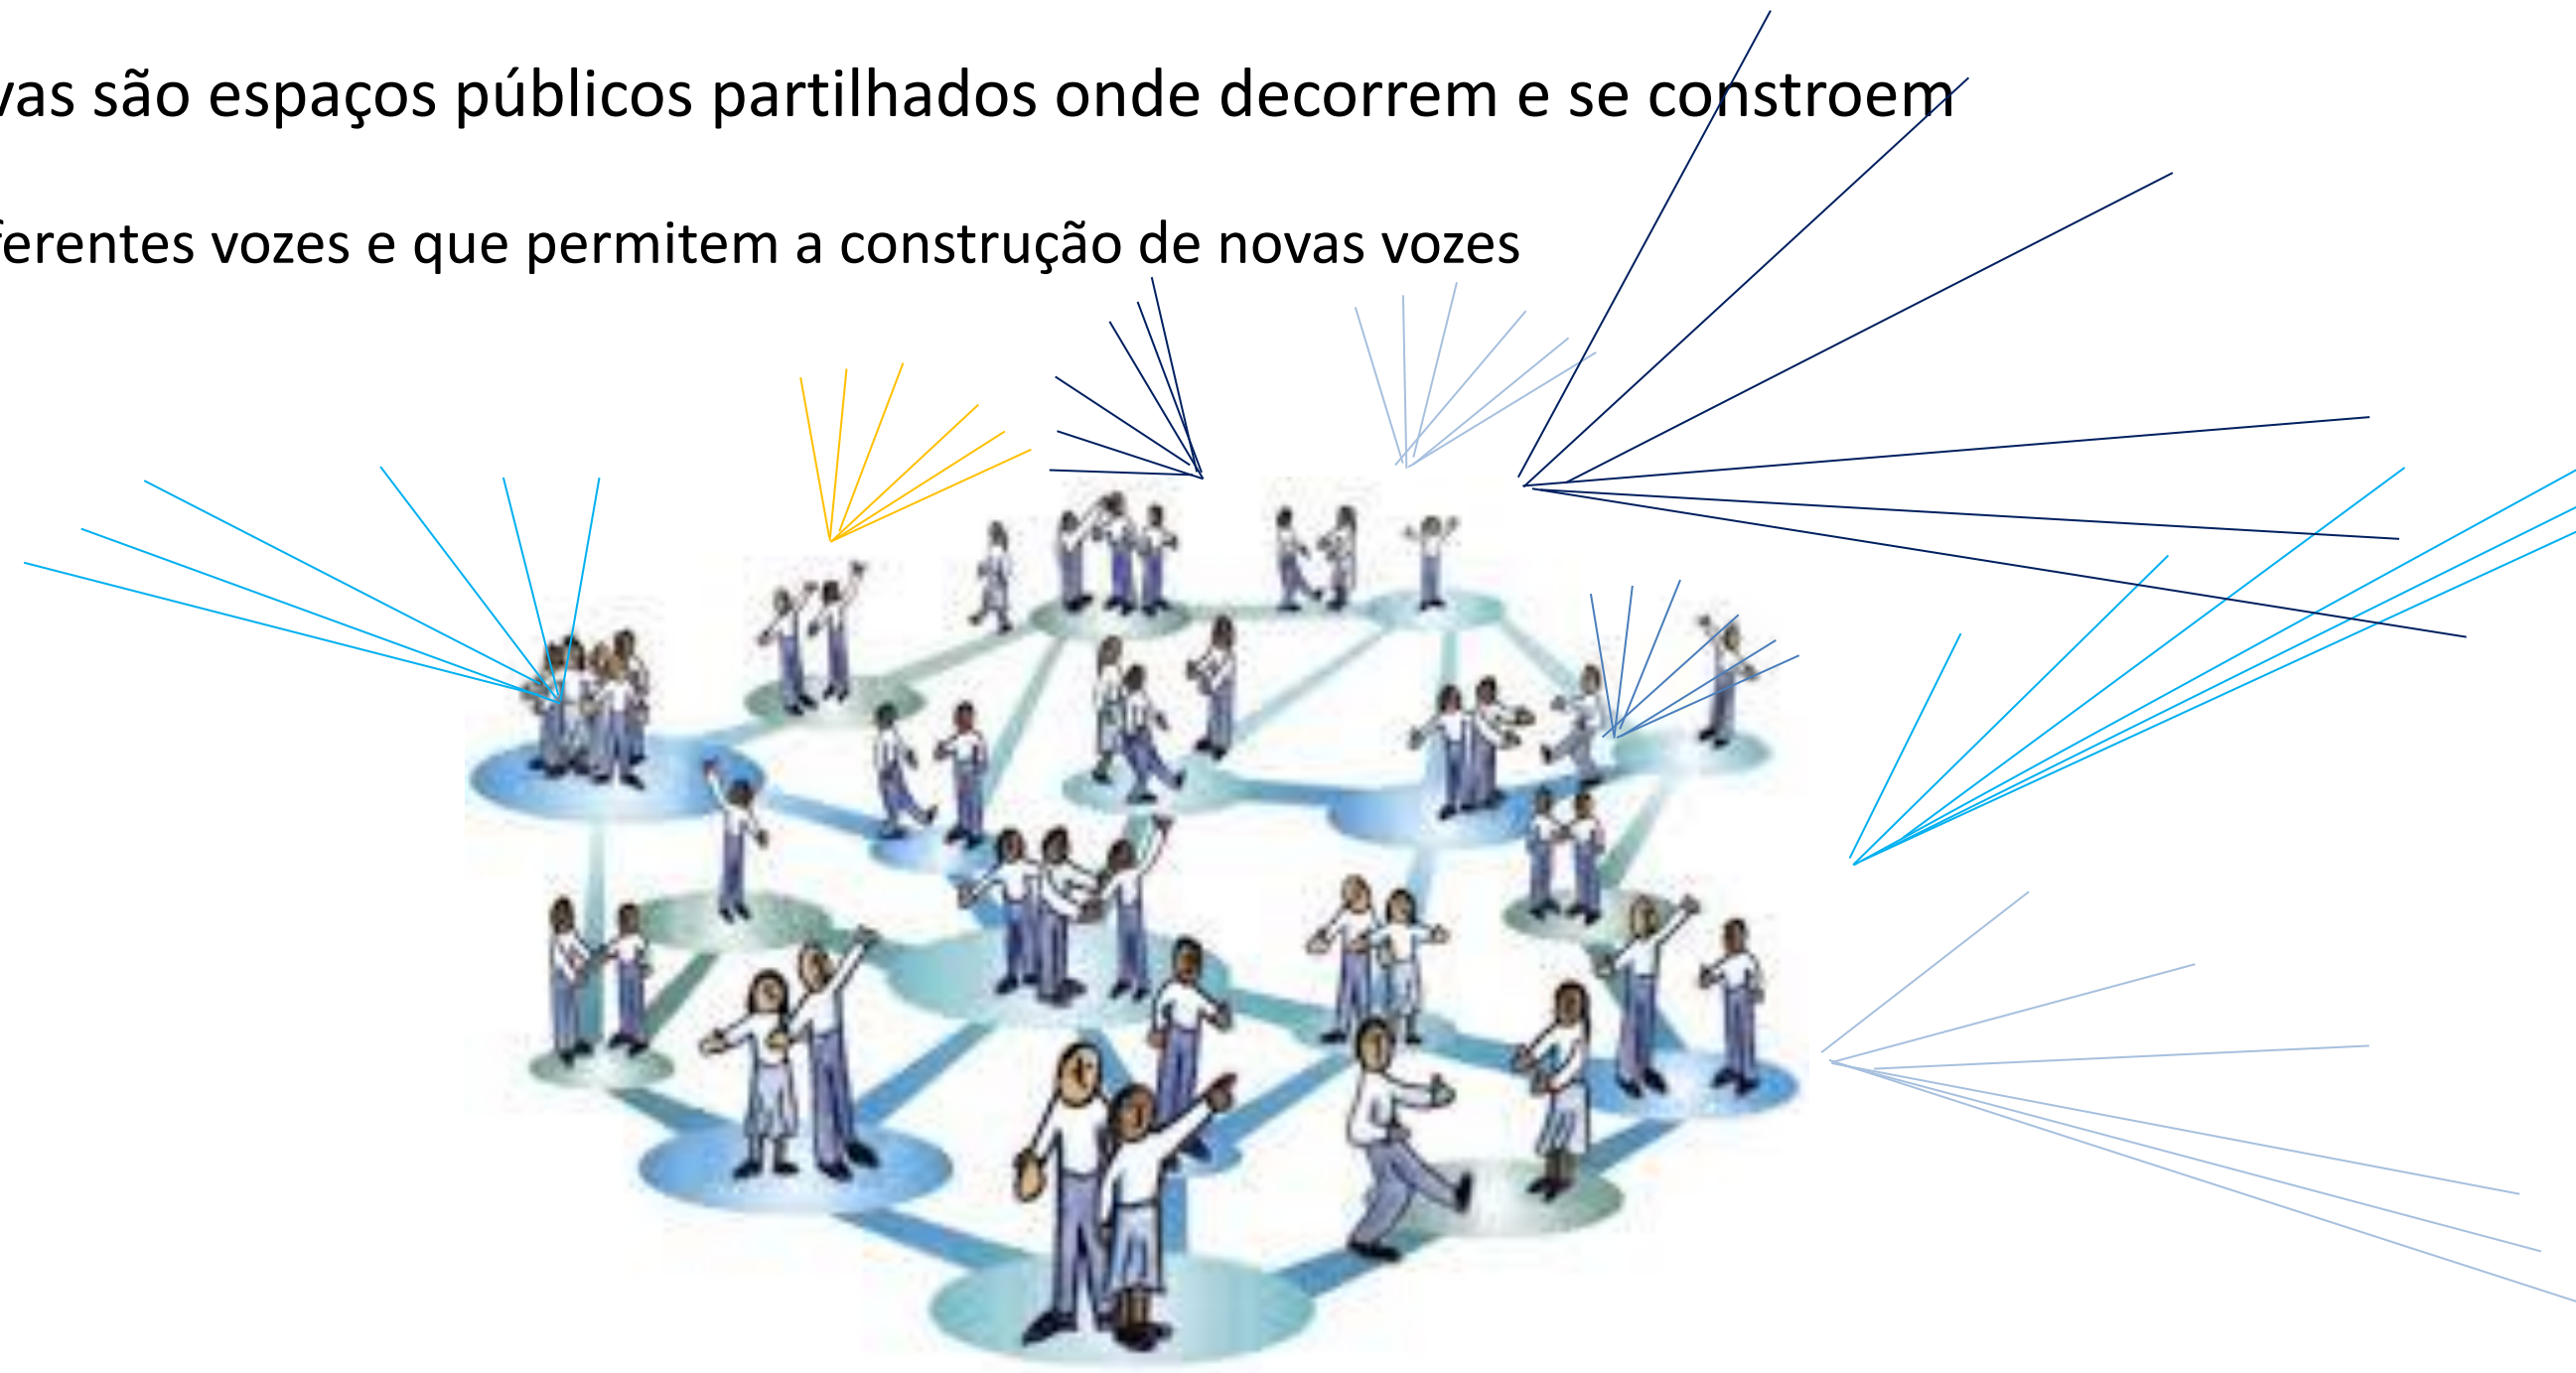 vas são espaços públicos partilhados onde decorrem e se constroem
ferentes vozes e que permitem a construção de novas vozes